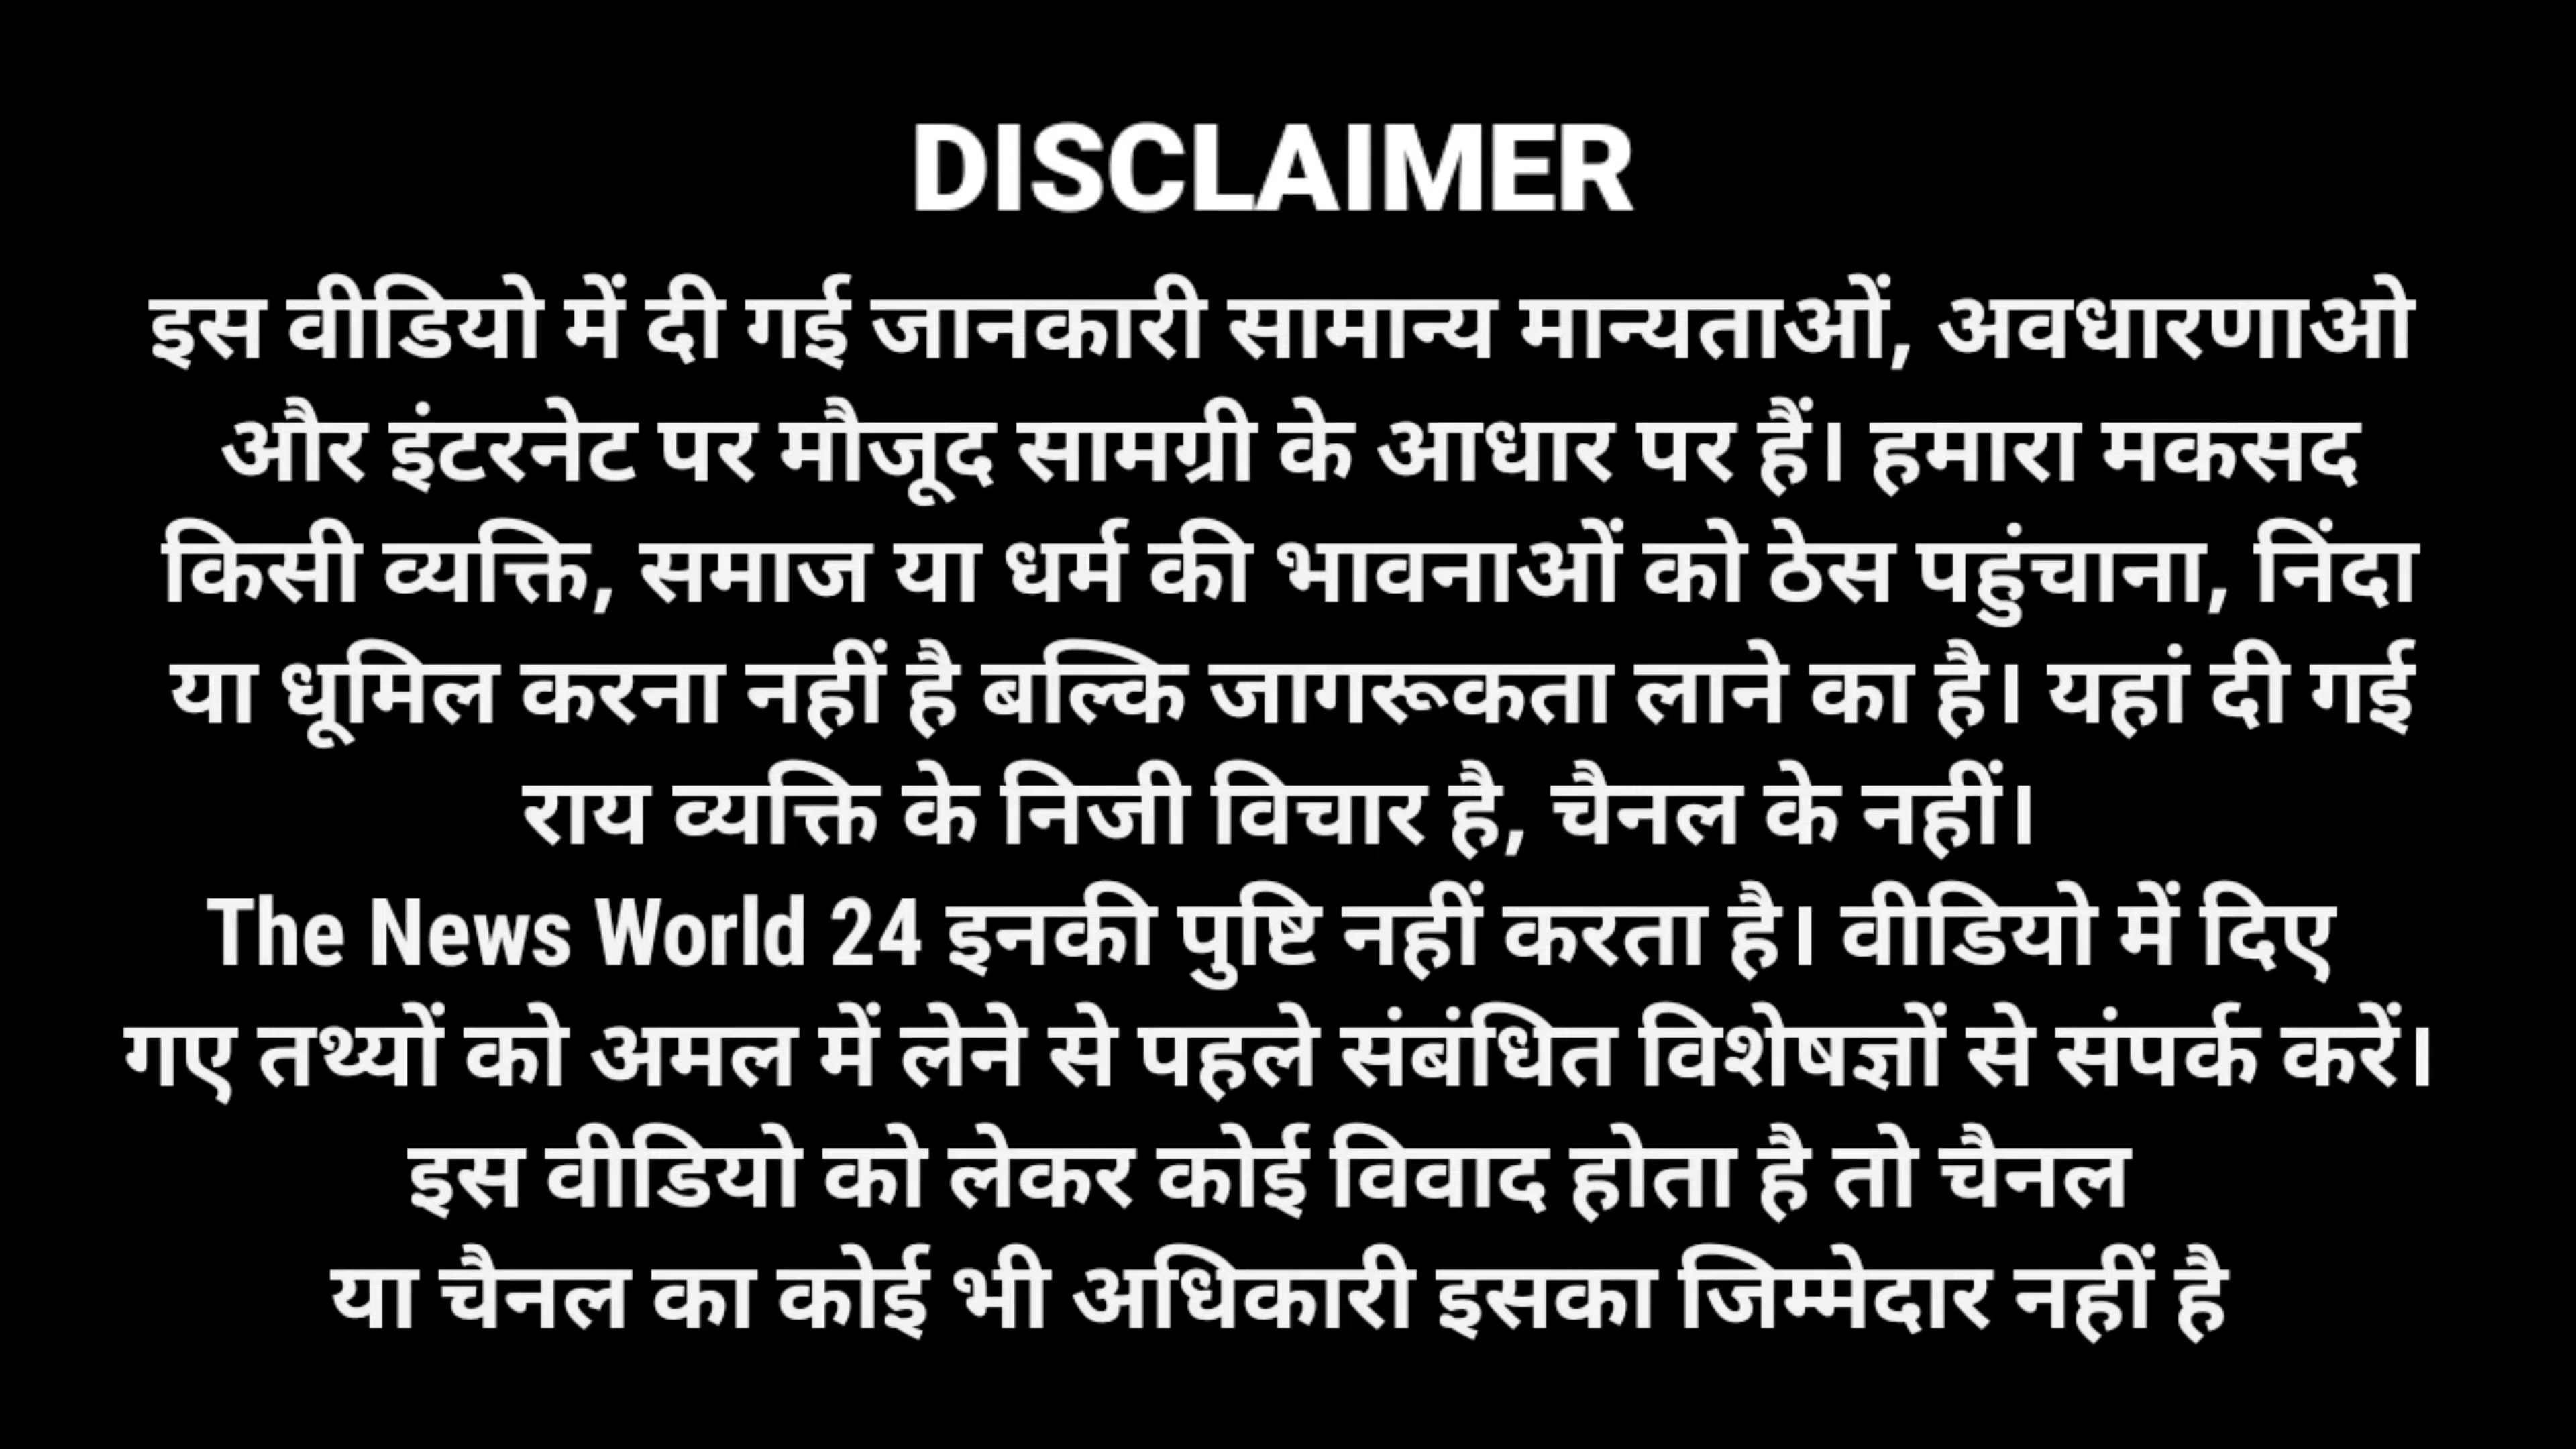 DISCLAIMER
इस वीडियो में दी गई जानकारी सामान्य मान्यताओं, अवधारणाओ
और इंटरनेट पर मौजूद सामग्री के आधार पर हैं। हमारा मकसद
किसी व्यक्ति, समाज या धर्म की भावनाओं को ठेस पहुंचाना, निंदा
या धूमिल करना नहीं है बल्कि जागरूकता लाने का है। यहां दी गई
राय व्यक्ति के निजी विचार है, चैनल के नहीं।
The News World 24 इनकी पुष्टि नहीं करता है। वीडियो में दिए
गए तथ्यों को अमल में लेने से पहले संबंधित विशेषज्ञों से संपर्क करें।
इस वीडियो को लेकर कोई विवाद होता है तो चैनल
या चैनल का कोई भी अधिकारी इसका जिम्मेदार नहीं है